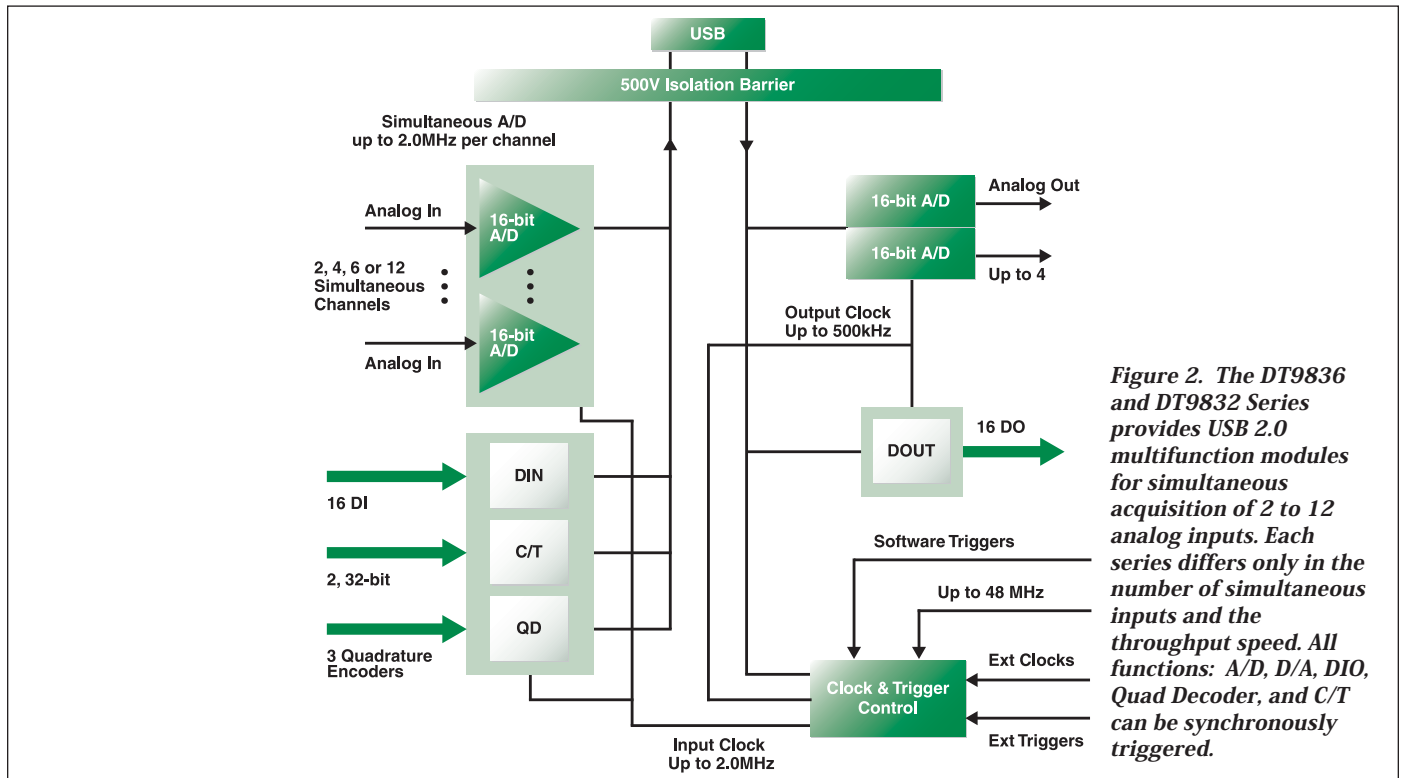 USB
500V Isolation Barrier
Simultaneous A/D
up to 2.0MHz per channel
Analog In
16-bit
A/D
2, 4, 6 or 12
Simultaneous
Channels
16-bit
A/D
Analog In
16-bit A/D
Analog Out
16-bit A/D
Up to 4
Output Clock
Up to 500kHz
DOUT
16 DO
DIN
16 DI
C/T
2, 32-bit
QD
3 Quadrature
Encoders
Software Triggers
Up to 48 MHz
Ext Clocks
Clock & Trigger
Control
Ext Triggers
Input Clock
Up to 2.0MHz
Figure 2. The DT9836
and DT9832 Series
provides USB 2.0
multifunction modules
for simultaneous
acquisition of 2 to 12
analog inputs. Each
series differs only in the
number of simultaneous
inputs and the
throughput speed. All
functions: A/D, D/A, DIO,
Quad Decoder, and C/T
can be synchronously
triggered.